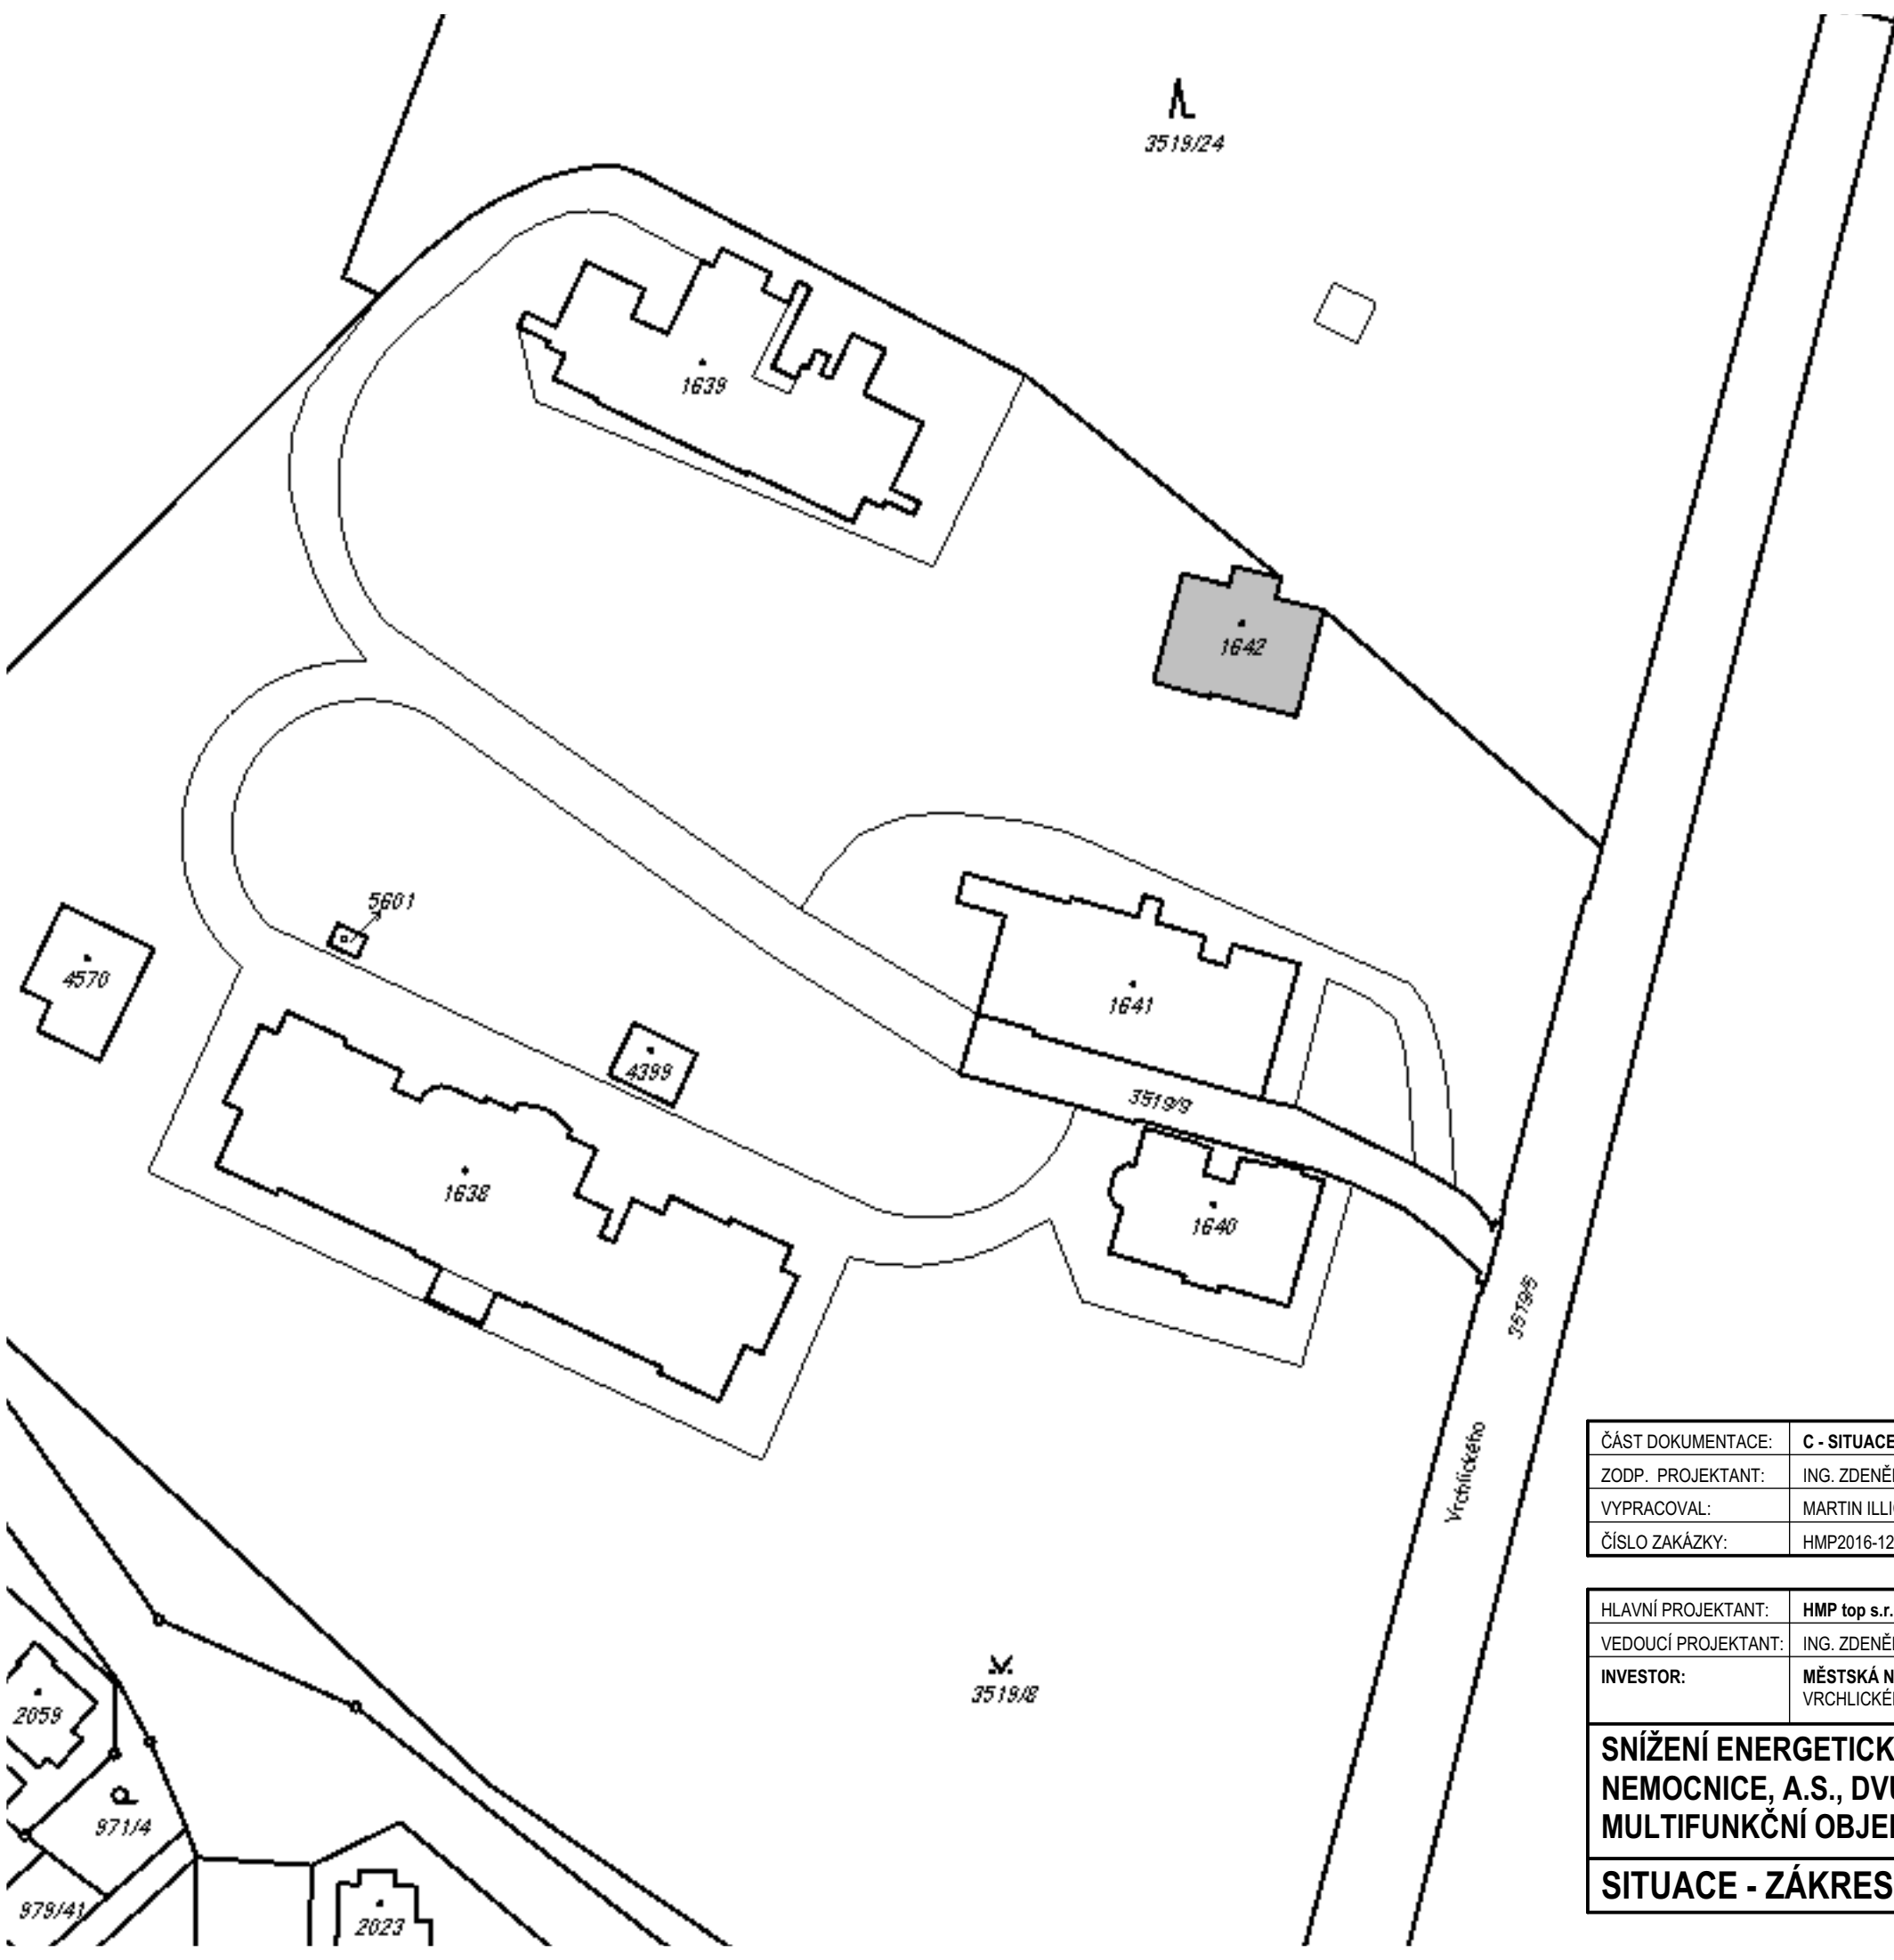 3519/24
1639
1642
5601
4570
1641
4399
3519/9
1638
1640
3519/5
Vrchlického
3519/8
2059
971/4
979/41
2023
ČÁST DOKUMENTACE: C - SITUACE
ZODP. PROJEKTANT: ING. ZDENĚ
VYPRACOVAL: MARTIN ILLI
ČÍSLO ZAKÁZKY: HMP2016-12
HLAVNÍ PROJEKTANT: HMP top s.r.
VEDOUCÍ PROJEKTANT: ING. ZDENĚ
INVESTOR: MĚSTSKÁ N
VRCHLICKÉ
SNÍŽENÍ ENERGETICK
NEMOCNICE, A.S., DV
MULTIFUNKČNÍ OBJE
SITUACE - ZÁKRES